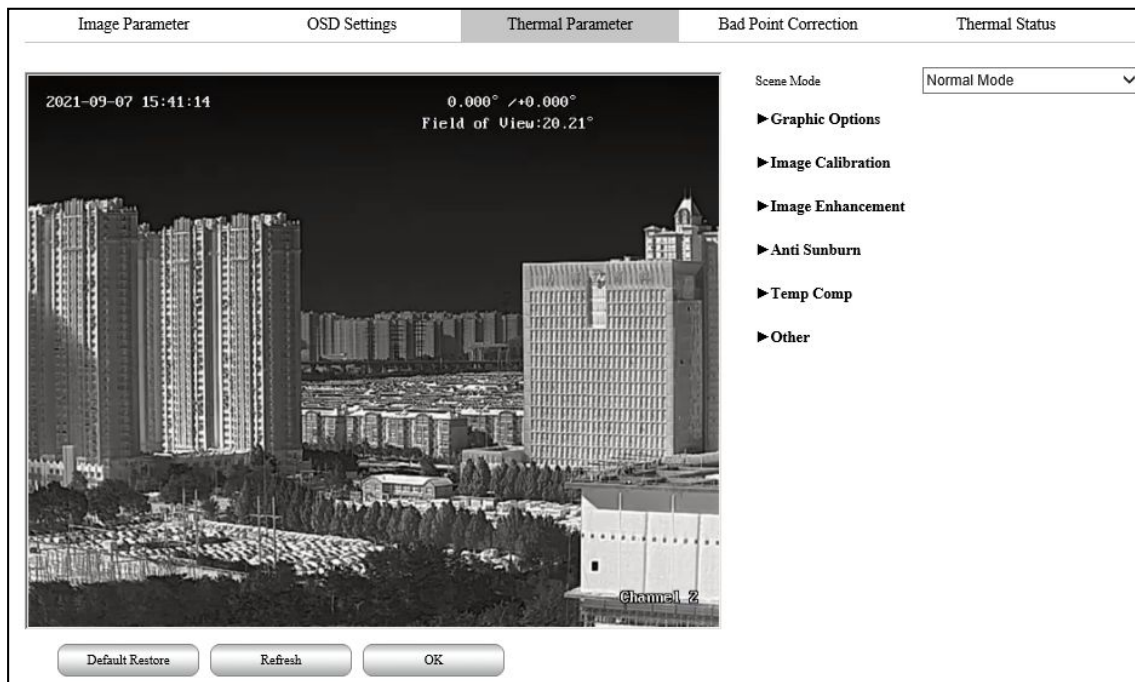 Image Parameter
OSD Settings
Thermal Parameter
Bad Point Correction
Thermal Status
2021-09-07 15:41:14
0.000° /+0.000°
Field of View:20.21°
Channel 2
Scene Mode
Normal Mode
►Graphic Options
►Image Calibration
►Image Enhancement
►Anti Sunburn
►Temp Comp
►Other
Default Restore
Refresh
OK